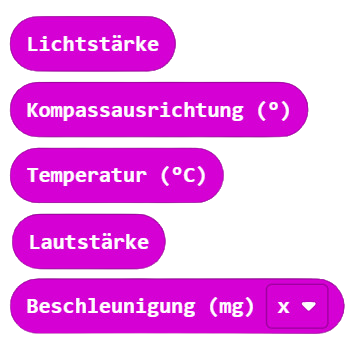 Lichtstärke
Kompassausrichtung (°)
Temperatur (°C)
Lautstärke
Beschleunigung (mg) x